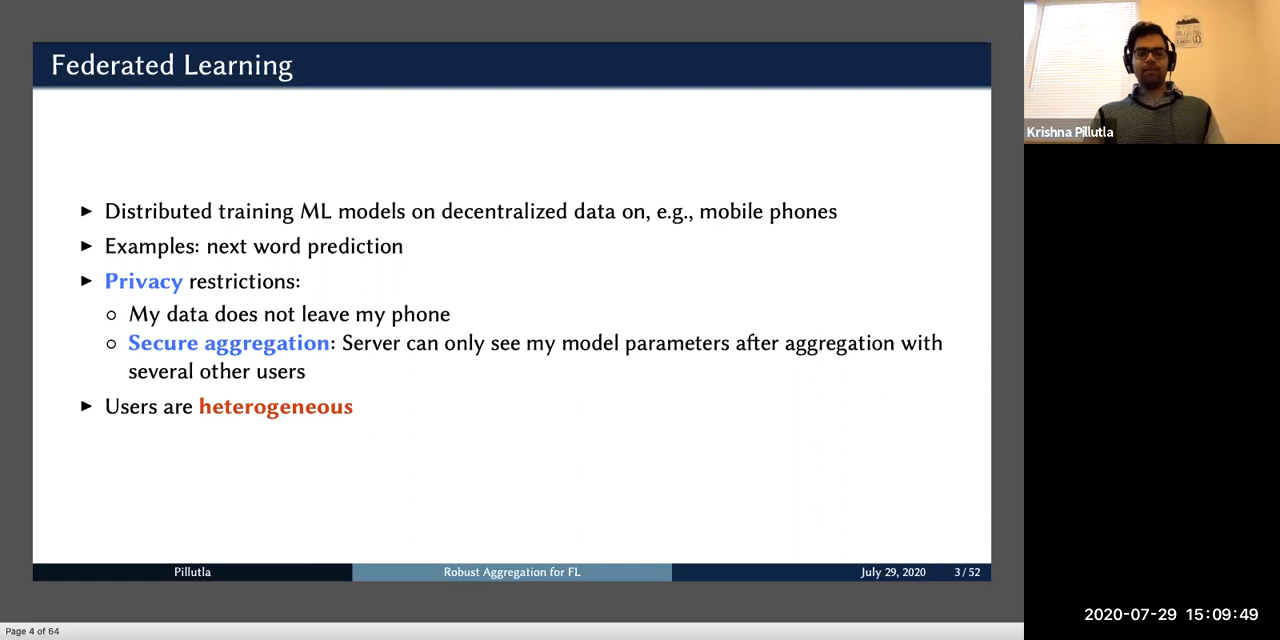 Federated Learning
► Distributed training ML models on decentralized data on, e.g., mobile phones
► Examples: next word prediction
► Privacy restrictions:
○ My data does not leave my phone
○ Secure aggregation: Server can only see my model parameters after aggregation with
several other users
► Users are heterogeneous
Pillutla
Robust Aggregation for FL
July 29, 2020
3 / 52
Page 4 of 64
Krishna Pillutla
2020-07-29 15:09:49